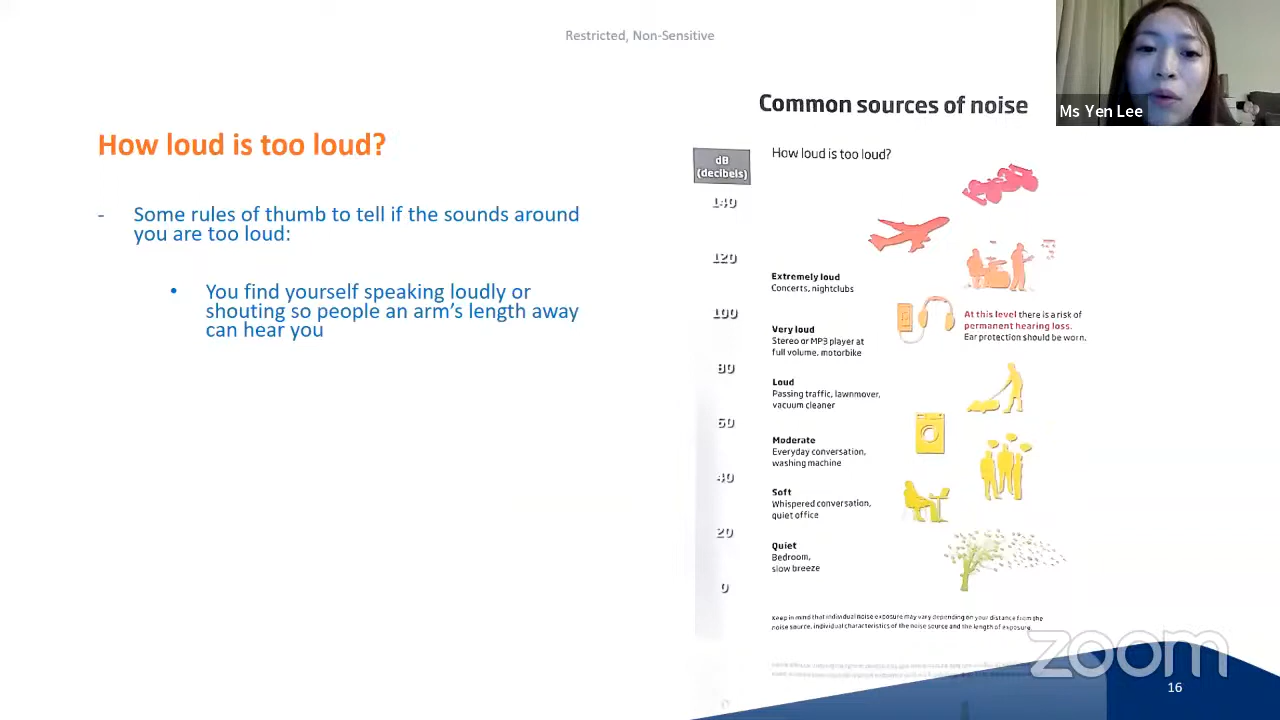 Restricted, Non-Sensitive
Ms Yen Lee
How loud is too loud?
- Some rules of thumb to tell if the sounds around
you are too loud:
• You find yourself speaking loudly or
shouting so people an arm's length away
can hear you
Common sources of noise
dB
(decibels)
How loud is too loud?
140
120
Extremely loud
Concerts, nightclubs
100
At this level there is a risk of
permanent hearing loss.
Ear protection should be worn.
Very loud
Stereo or MP3 player at
full volume, motorbike
80
Loud
Passing traffic, lawnmover,
vacuum cleaner
60
Moderate
Everyday conversation,
washing machine
40
Soft
Whispered conversation,
quiet office
20
Quiet
Bedroom,
slow breeze
0
Keep in mind that individual noise exposure may vary depending on your distance from the
noise source, individual characteristics of the noise source and the length of exposure.
zoom
16